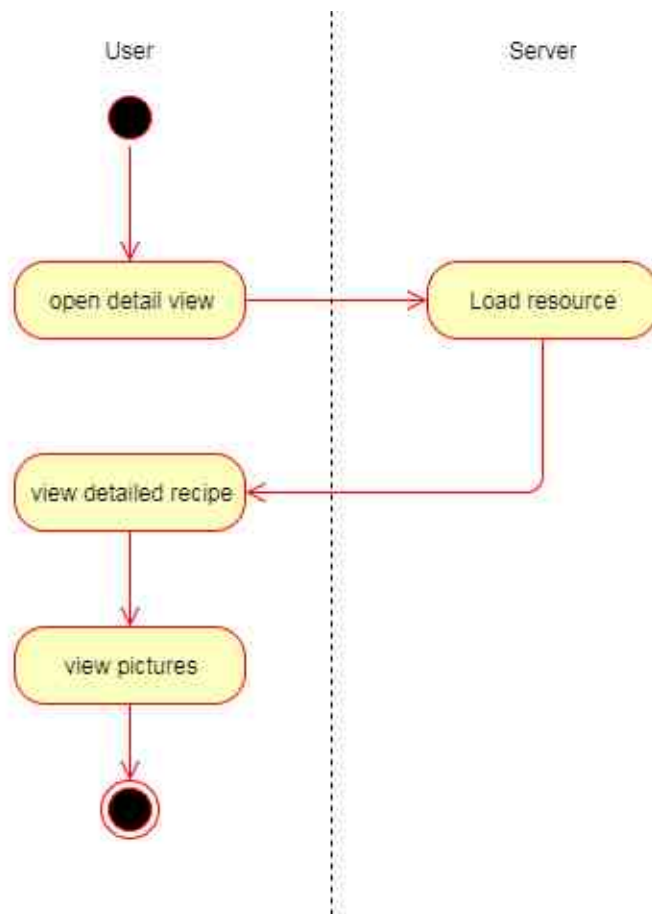 User
Server
open detail view
Load resource
view detailed recipe
view pictures